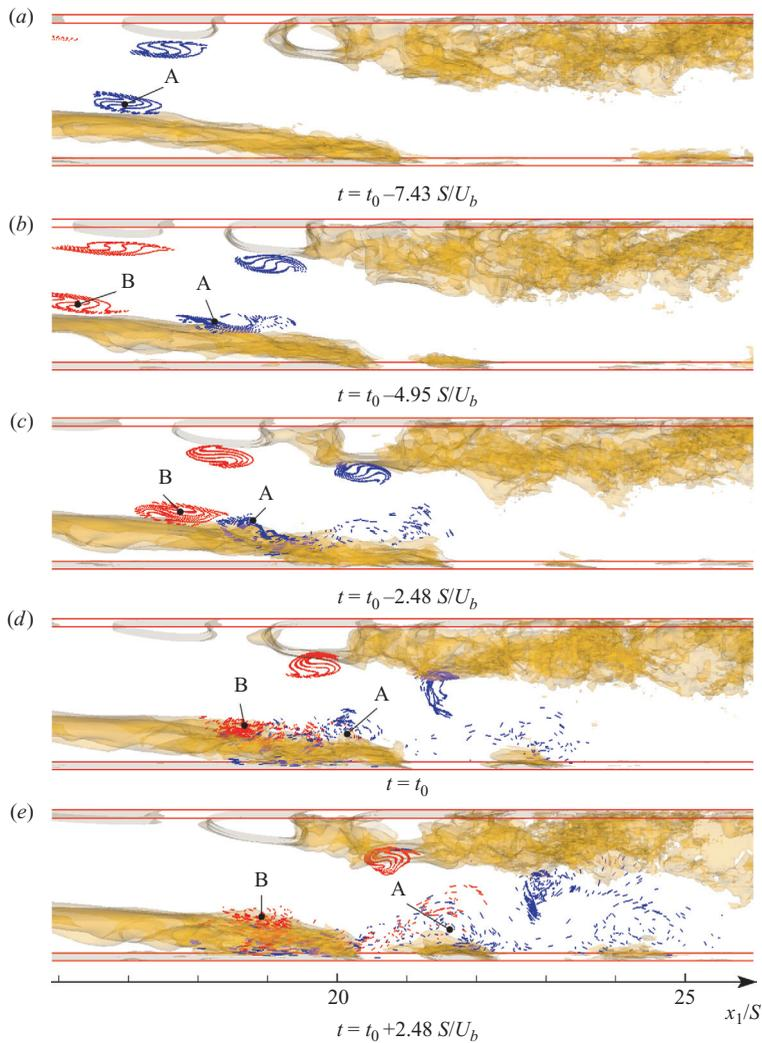 (a)
A
t = t0 –7.43 S/Ub
(b)
B A
t = t0 –4.95 S/Ub
(c)
B A
t = t0 –2.48 S/Ub
(d)
B A
t = t0
(e)
B A
20 25
x1/S
t = t0 +2.48 S/Ub